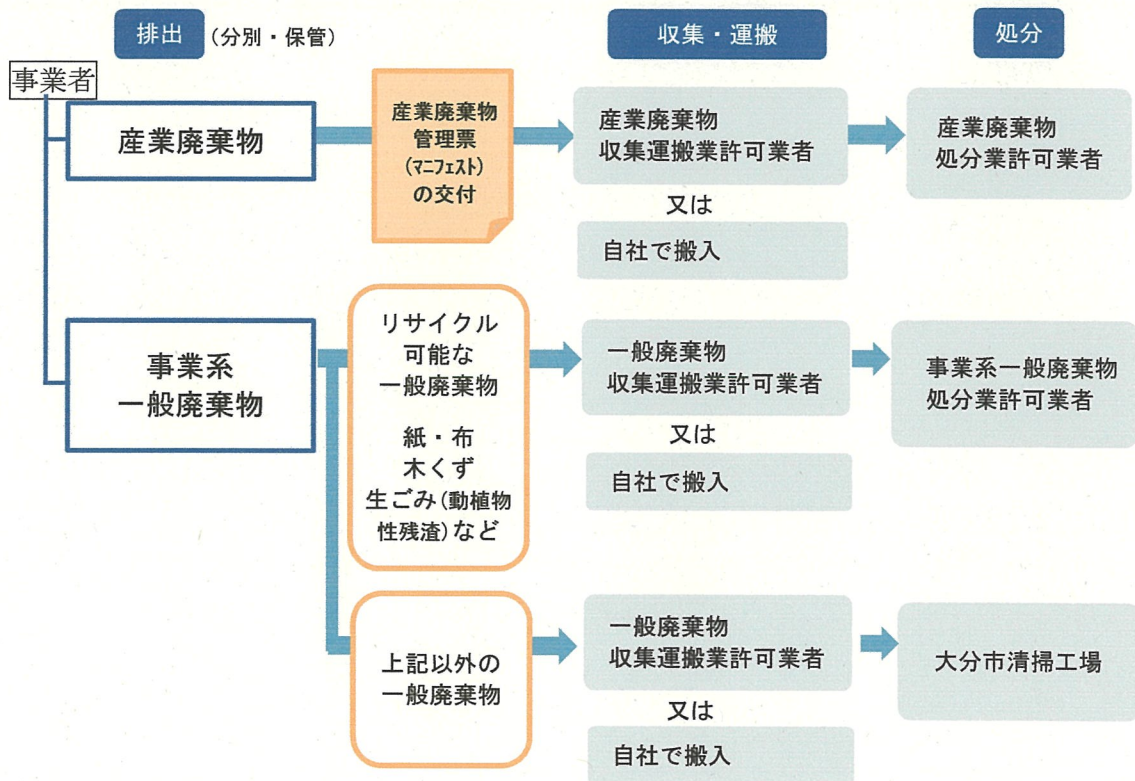 排出 (分別・保管)
収集・運搬
処分
事業者
産業廃棄物
産業廃棄物
管理票
(マニフェスト)
の交付
産業廃棄物
収集運搬業許可業者
又は
自社で搬入
産業廃棄物
処分業許可業者
事業系
一般廃棄物
リサイクル
可能な
一般廃棄物
紙・布
木くず
生ごみ(動植物
性残渣)など
一般廃棄物
収集運搬業許可業者
又は
自社で搬入
事業系一般廃棄物
処分業許可業者
上記以外の
一般廃棄物
一般廃棄物
収集運搬業許可業者
又は
自社で搬入
大分市清掃工場